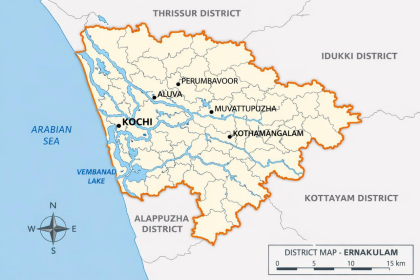 THRISSUR DISTRICT
IDUKKI DISTRICT
PERUMBAVOOR
ALUVA
MUVATTUPUZHA
KOCHI
KOTHAMANGALAM
ARABIAN
SEA
VEMBANAD
LAKE
KOTTAYAM DISTRICT
ALAPPUZHA
DISTRICT
N
W
E
S
DISTRICT MAP - ERNAKULAM
0 5 10 15 km